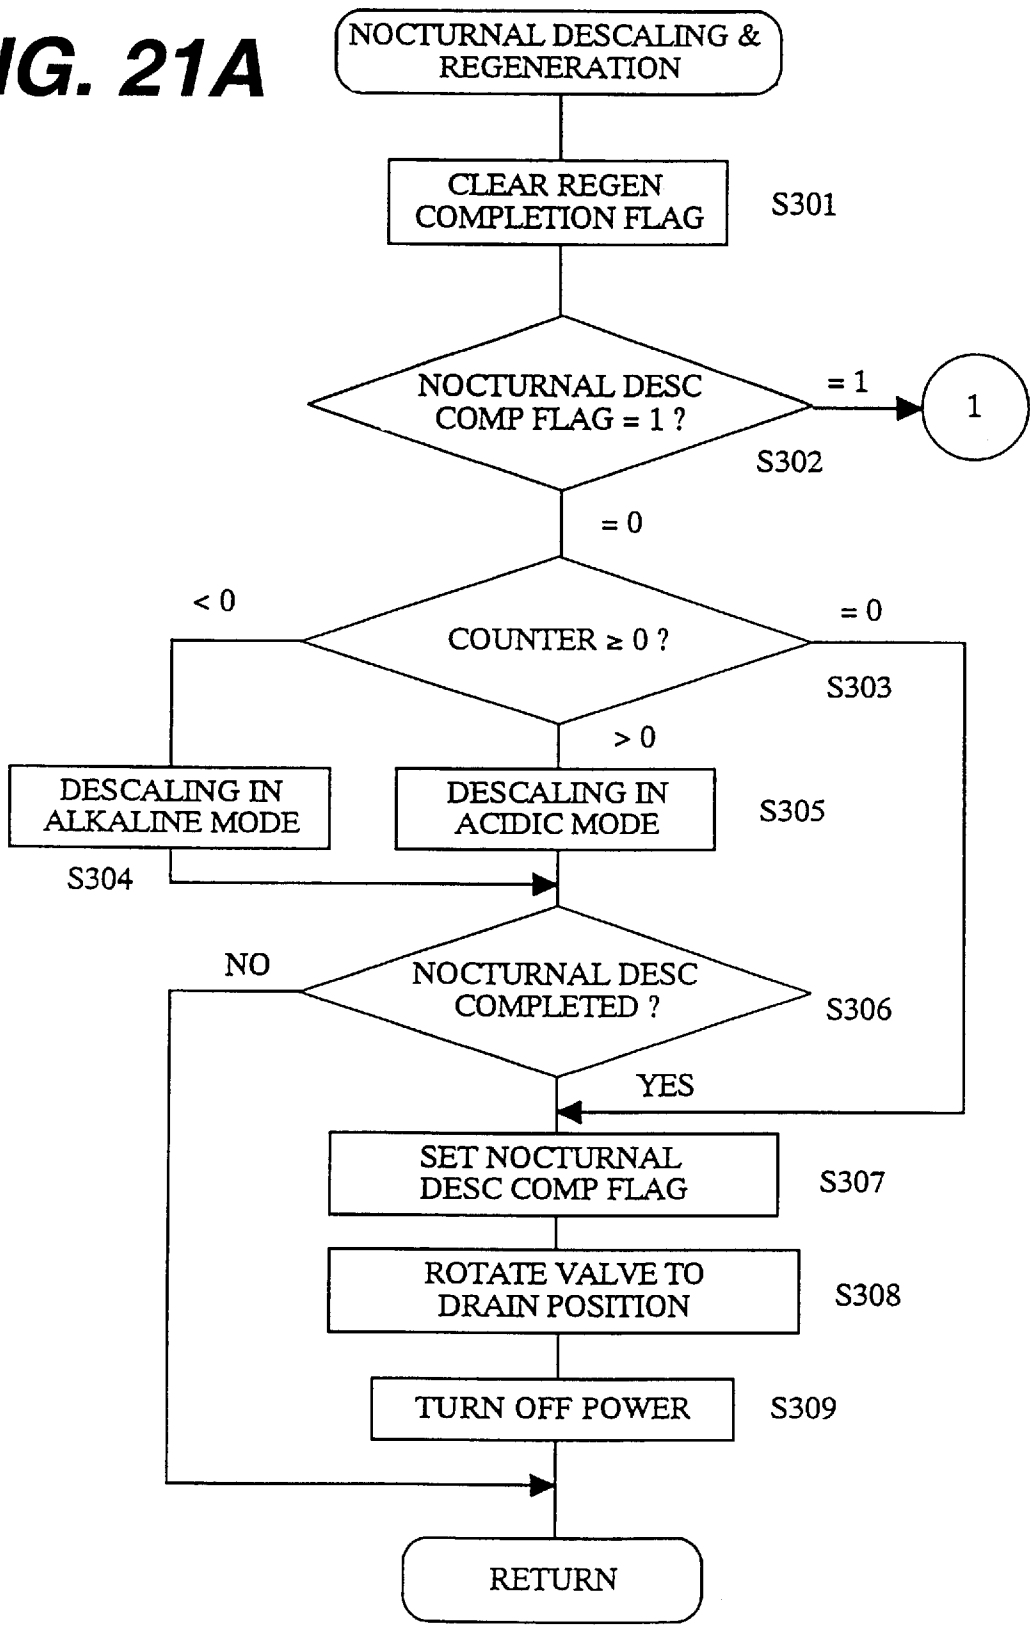 IG. 21A
NOCTURNAL DESCALING &
REGENERATION
CLEAR REGEN
COMPLETION FLAG
S301
NOCTURNAL DESC
COMP FLAG = 1 ?
= 1
1
S302
= 0
< 0
COUNTER ≥ 0 ?
= 0
S303
> 0
DESCALING IN
ALKALINE MODE
S304
DESCALING IN
ACIDIC MODE
S305
NO
NOCTURNAL DESC
COMPLETED ?
S306
YES
SET NOCTURNAL
DESC COMP FLAG
S307
ROTATE VALVE TO
DRAIN POSITION
S308
TURN OFF POWER
S309
RETURN